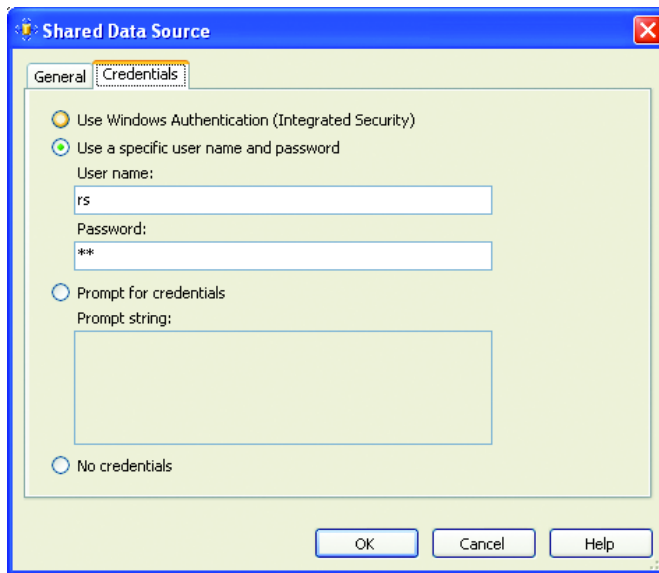 Shared Data Source
General Credentials
Use Windows Authentication (Integrated Security)
Use a specific user name and password
User name:
rs
Password:
**
Prompt for credentials
Prompt string:
No credentials
OK Cancel Help